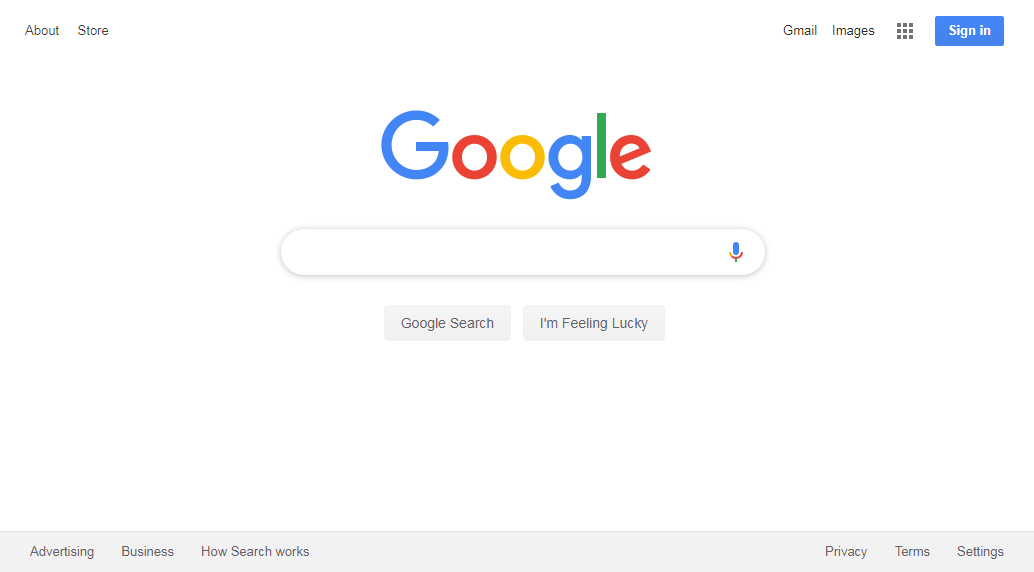 About Store Gmail Images Sign in
Google
Google Search I'm Feeling Lucky
Advertising Business How Search works Privacy Terms Settings